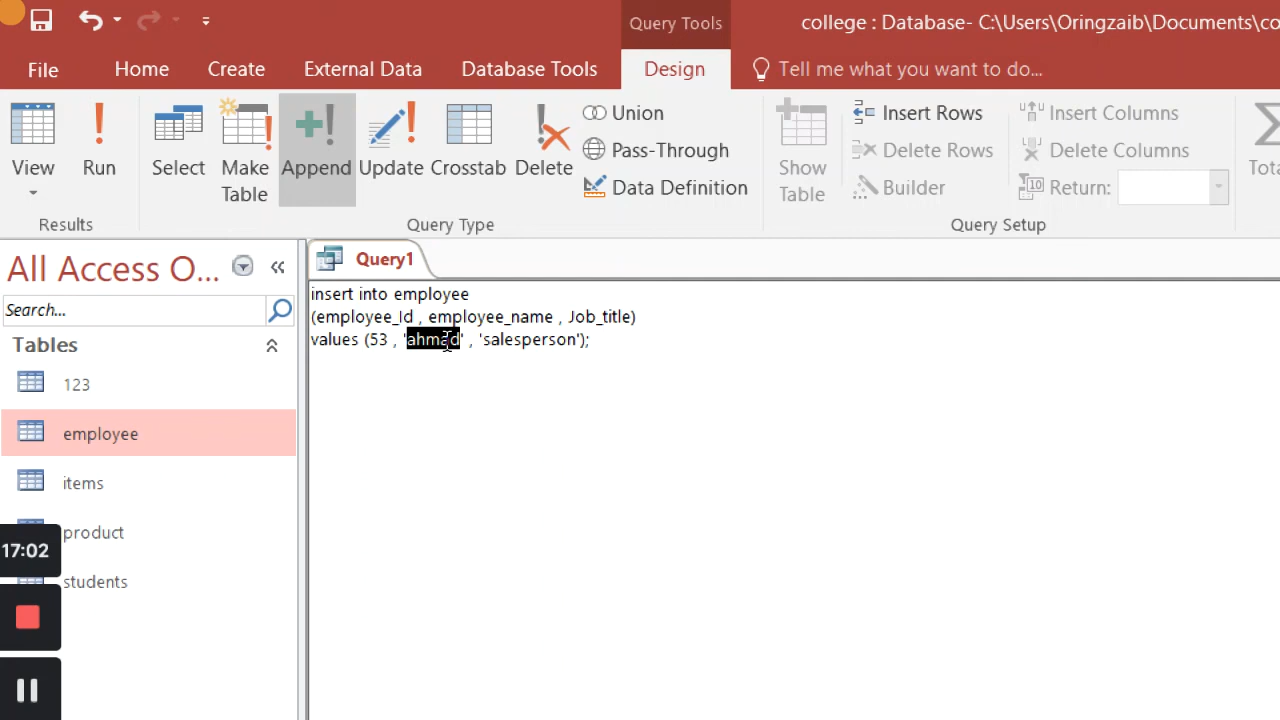 Query Tools
college : Database- C:\Users\Oringzaib\Documents\co
File Home Create External Data Database Tools Design Tell me what you want to do...
View
Run
Select
Make Table
Append
Update
Crosstab
Delete
Union
Pass-Through
Data Definition
Show Table
Insert Rows
Delete Rows
Builder
Insert Columns
Delete Columns
Return:
Tota
Results
Query Type
Query Setup
All Access O...
Search...
Tables
123
employee
items
product
students
Query1
insert into employee
(employee_Id , employee_name , Job_title)
values (53 , 'ahmad' , 'salesperson');
17:02